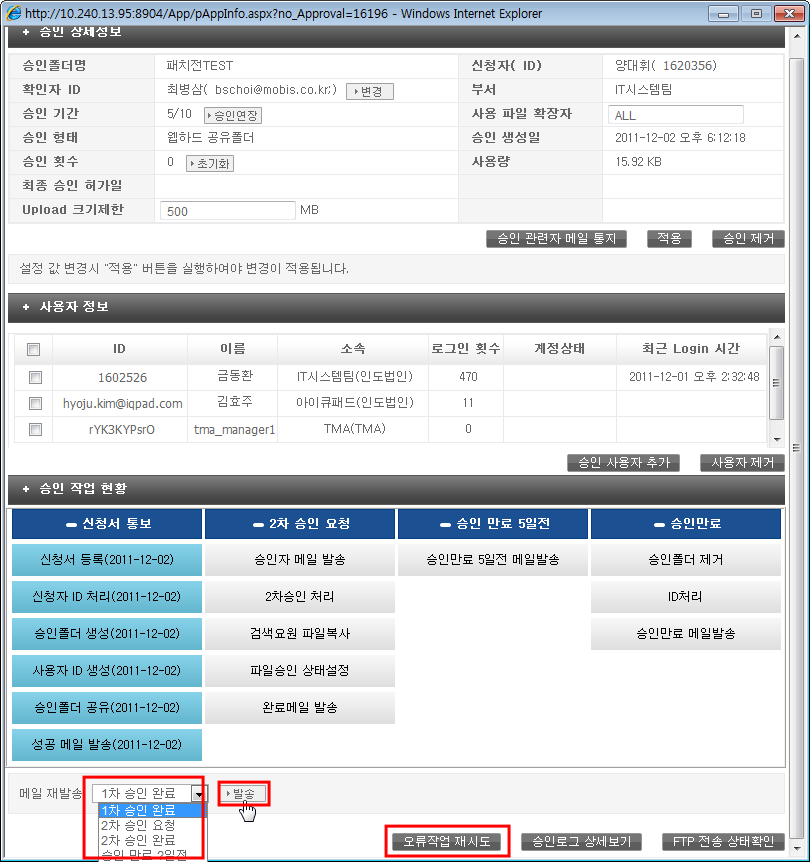 http://10.240.13.95:8904/App/pAppInfo.aspx?no_Approval=16196 - Windows Internet Explorer
+ 승인 상세정보
승인폴더명 패치전TEST 신청자( ID) 양대휘( 1620356)
확인자 ID 최병삼( bschoi@mobis.co.kr;) 변경 부서 IT시스템팀
승인 기간 5/10 승인연장 사용 파일 확장자 ALL
승인 형태 웹하드 공유폴더 승인 생성일 2011-12-02 오후 6:12:18
승인 횟수 0 초기화 사용량 15.92 KB
최종 승인 허가일
Upload 크기제한 500 MB
승인 관련자 메일 통지 적용 승인 제거
설정 값 변경시 "적용" 버튼을 실행하여야 변경이 적용됩니다.
+ 사용자 정보
ID 이름 소속 로그인 횟수 계정상태 최근 Login 시간
1602526 금동환 IT시스템팀(인도법인) 470 2011-12-01 오후 2:32:48
hyoju.kim@iqpad.com 김효주 아이큐패드(인도법인) 11
rYK3KYPsrO tma_manager1 TMA(TMA) 0
승인 사용자 추가 사용자 제거
+ 승인 작업 현황
신청서 통보 2차 승인 요청 승인 만료 5일전 승인만료
신청서 등록(2011-12-02) 승인자 메일 발송 승인만료 5일전 메일발송 승인폴더 제거
신청자 ID 처리(2011-12-02) 2차승인 처리 ID처리
승인폴더 생성(2011-12-02) 검색요원 파일복사 승인만료 메일발송
사용자 ID 생성(2011-12-02) 파일승인 상태설정
승인폴더 공유(2011-12-02) 완료메일 발송
성공 메일 발송(2011-12-02)
메일 재발송 1차 승인 완료 발송
1차 승인 완료
2차 승인 요청
2차 승인 완료
승인 만료 2일전
오류작업 재시도 승인로그 상세보기 FTP 전송 상태확인